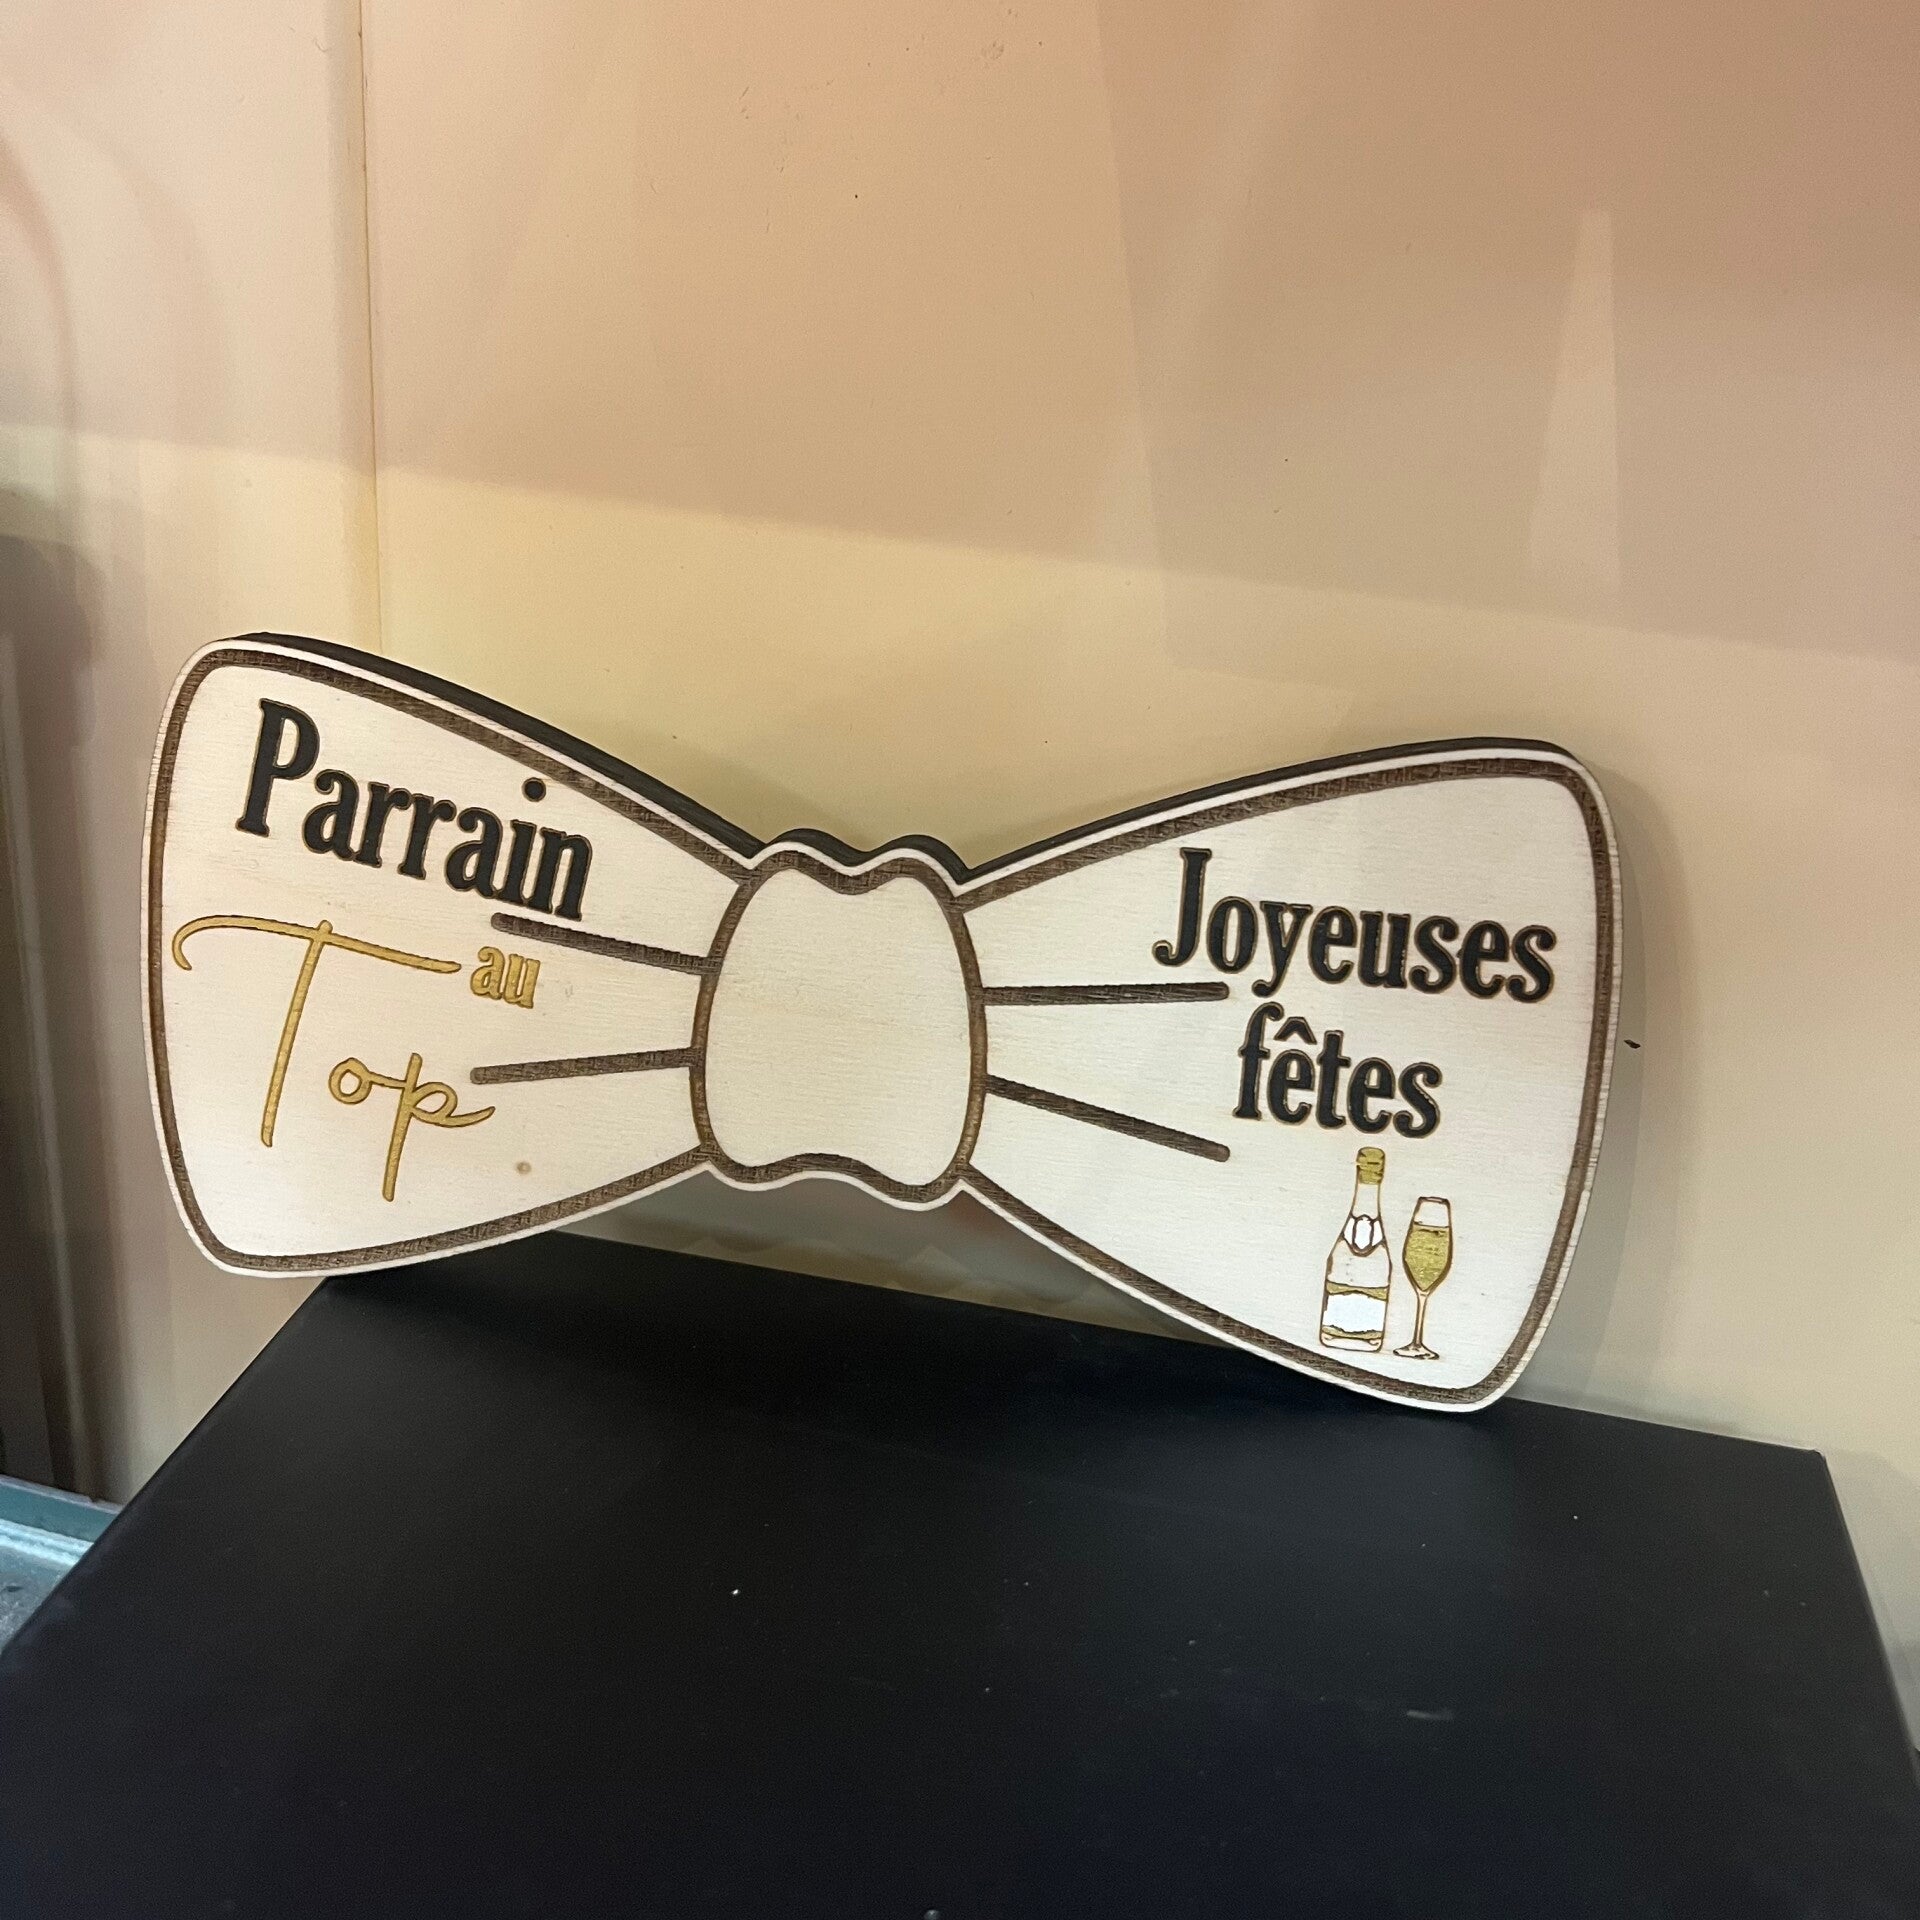 Parrain
au
Top
Joyeuses
fêtes